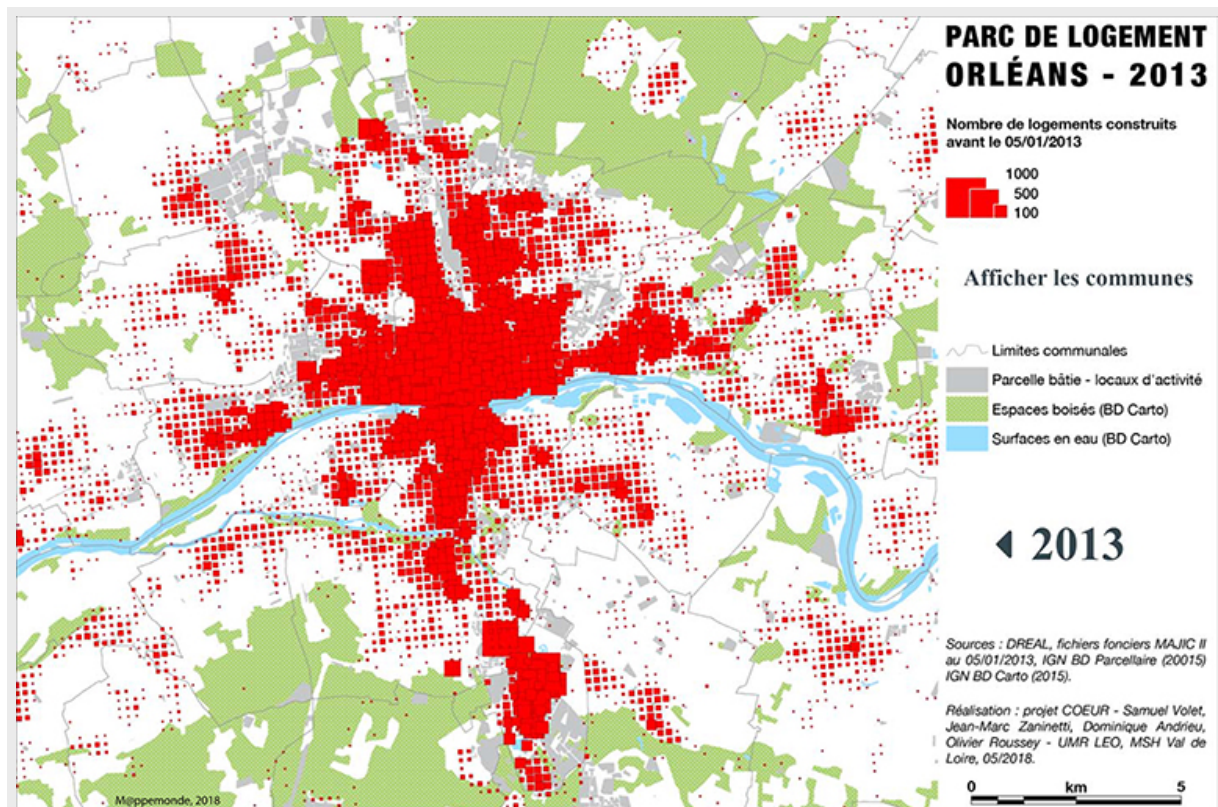 PARC DE LOGEMENT
ORLÉANS - 2013
Nombre de logements construits
avant le 05/01/2013
1000
500
100
Afficher les communes
Limites communales
Parcelle bâtie - locaux d'activité
Espaces boisés (BD Carto)
Surfaces en eau (BD Carto)
2013
Sources : DREAL, fichiers fonciers MAJIC II
au 05/01/2013, IGN BD Parcellaire (20015)
IGN BD Carto (2015).
Réalisation : projet COEUR - Samuel Volet,
Jean-Marc Zaninetti, Dominique Andrieu,
Olivier Roussey - UMR LEO, MSH Val de
Loire, 05/2018.
0 km 5
M@ppemonde, 2018